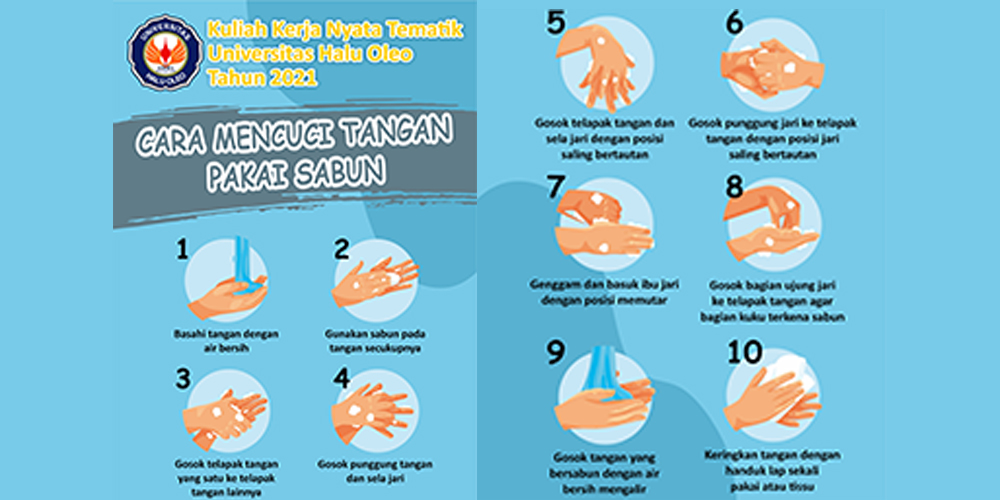 UNIVERSITAS
HALU OLEO
Kuliah Kerja Nyata Tematik
Universitas Halu Oleo
Tahun 2021
CARA MENCUCI TANGAN
PAKAI SABUN
1
Basahi tangan dengan
air bersih
2
Gunakan sabun pada
tangan secukupnya
3
Gosok telapak tangan
yang satu ke telapak
tangan lainnya
4
Gosok punggung tangan
dan sela jari
5
Gosok telapak tangan dan
sela jari dengan posisi
saling bertautan
6
Gosok punggung jari ke telapak
tangan dengan posisi jari
saling bertautan
7
Genggam dan basuk ibu jari
dengan posisi memutar
8
Gosok bagian ujung jari
ke telapak tangan agar
bagian kuku terkena sabun
9
Gosok tangan yang
bersabun dengan air
bersih mengalir
10
Keringkan tangan dengan
handuk lap sekali
pakai atau tissu